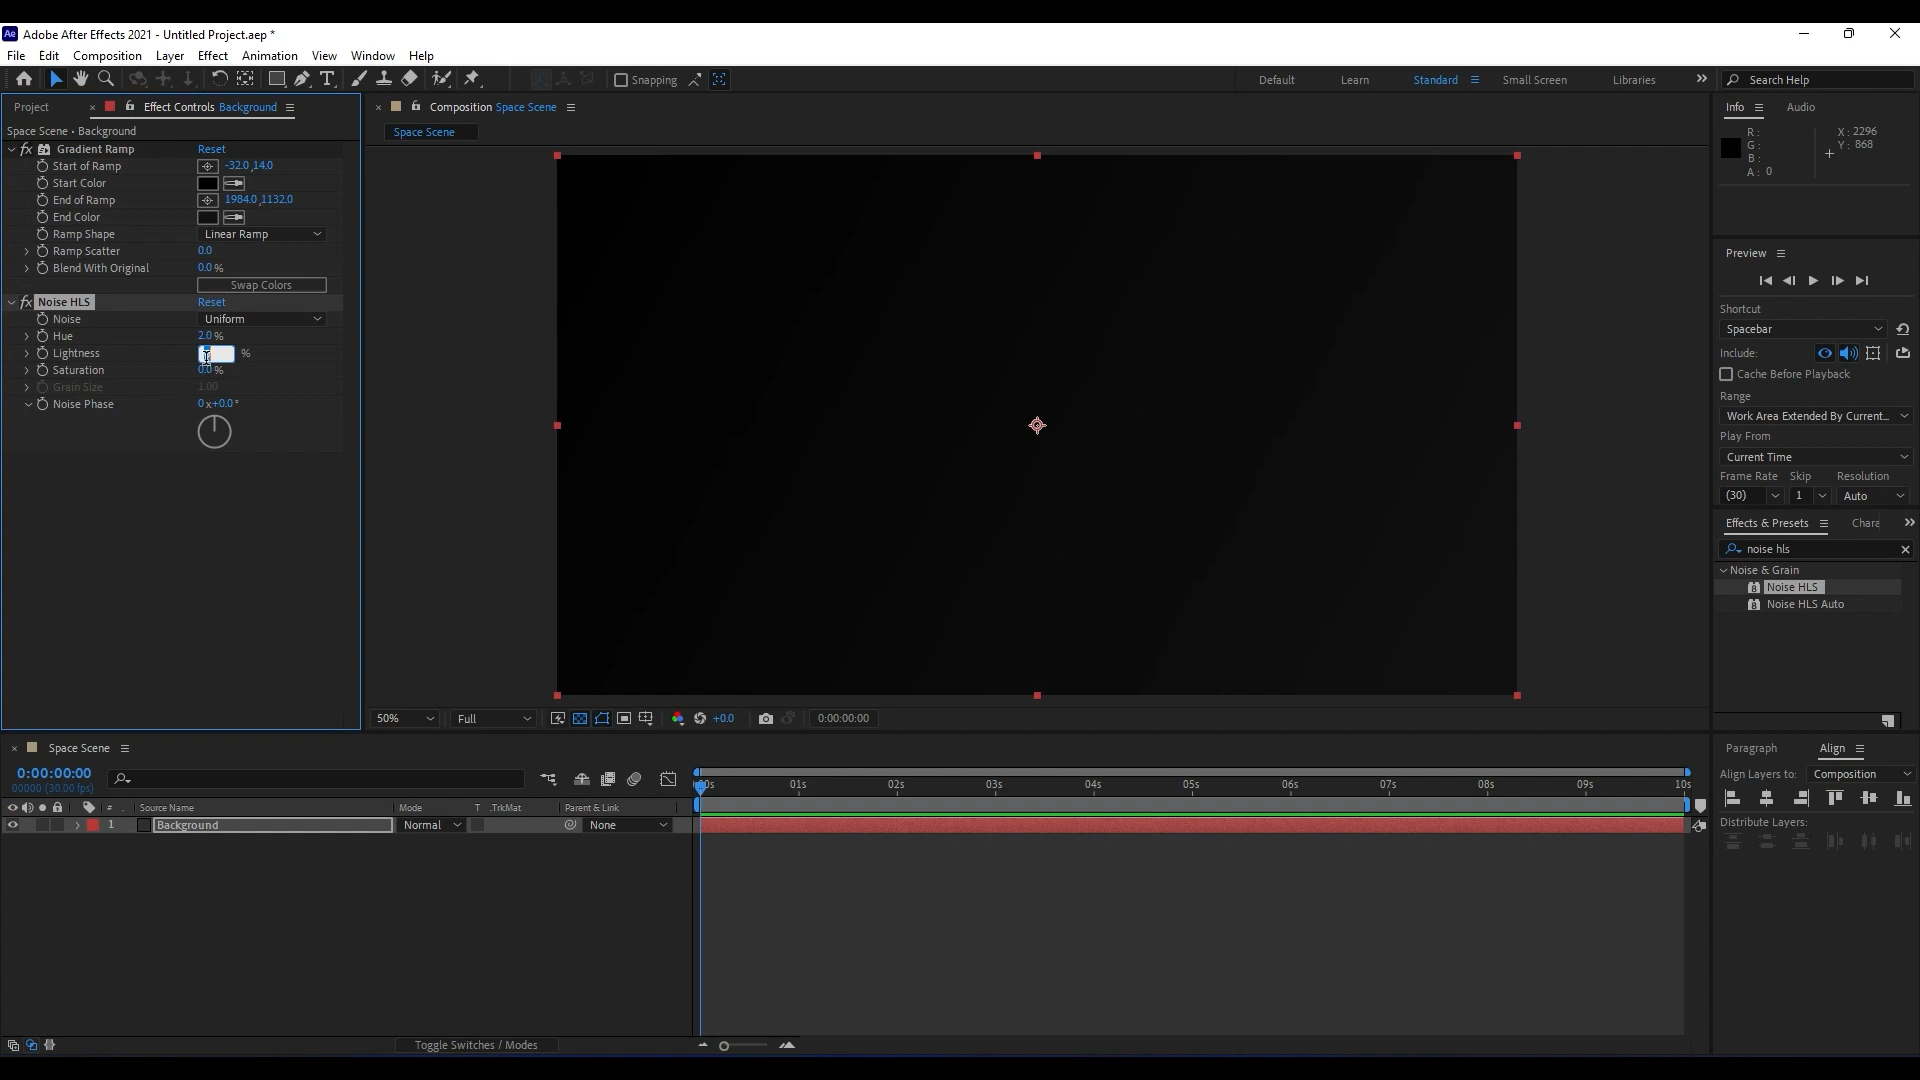 Ae Adobe After Effects 2021 - Untitled Project.aep *
File Edit Composition Layer Effect Animation View Window Help
Snapping Default Learn Standard Small Screen Libraries Search Help
Project Effect Controls Background
Space Scene • Background
fx Gradient Ramp Reset
Start of Ramp -32.0,14.0
Start Color
End of Ramp 1984.0,1132.0
End Color
Ramp Shape Linear Ramp
Ramp Scatter 0.0
Blend With Original 0.0 %
Swap Colors
fx Noise HLS Reset
Noise Uniform
Hue 2.0 %
Lightness %
Saturation 0.0 %
Grain Size 1.00
Noise Phase 0 x+0.0 °
Composition Space Scene
Space Scene
50% Full +0.0 0:00:00:00
Info Audio
R: X: 2296
G: Y: 868
B:
A: 0
Preview
Shortcut
Spacebar
Include:
Cache Before Playback
Range
Work Area Extended By Current...
Play From
Current Time
Frame Rate Skip Resolution
(30) 1 Auto
Effects & Presets Chara
noise hls
Noise & Grain
Noise HLS
Noise HLS Auto
Space Scene
0:00:00:00
00000 (30.00 fps)
# Source Name Mode T .TrkMat Parent & Link
1 Background Normal None
00s 01s 02s 03s 04s 05s 06s 07s 08s 09s 10s
Toggle Switches / Modes
Paragraph Align
Align Layers to: Composition
Distribute Layers: